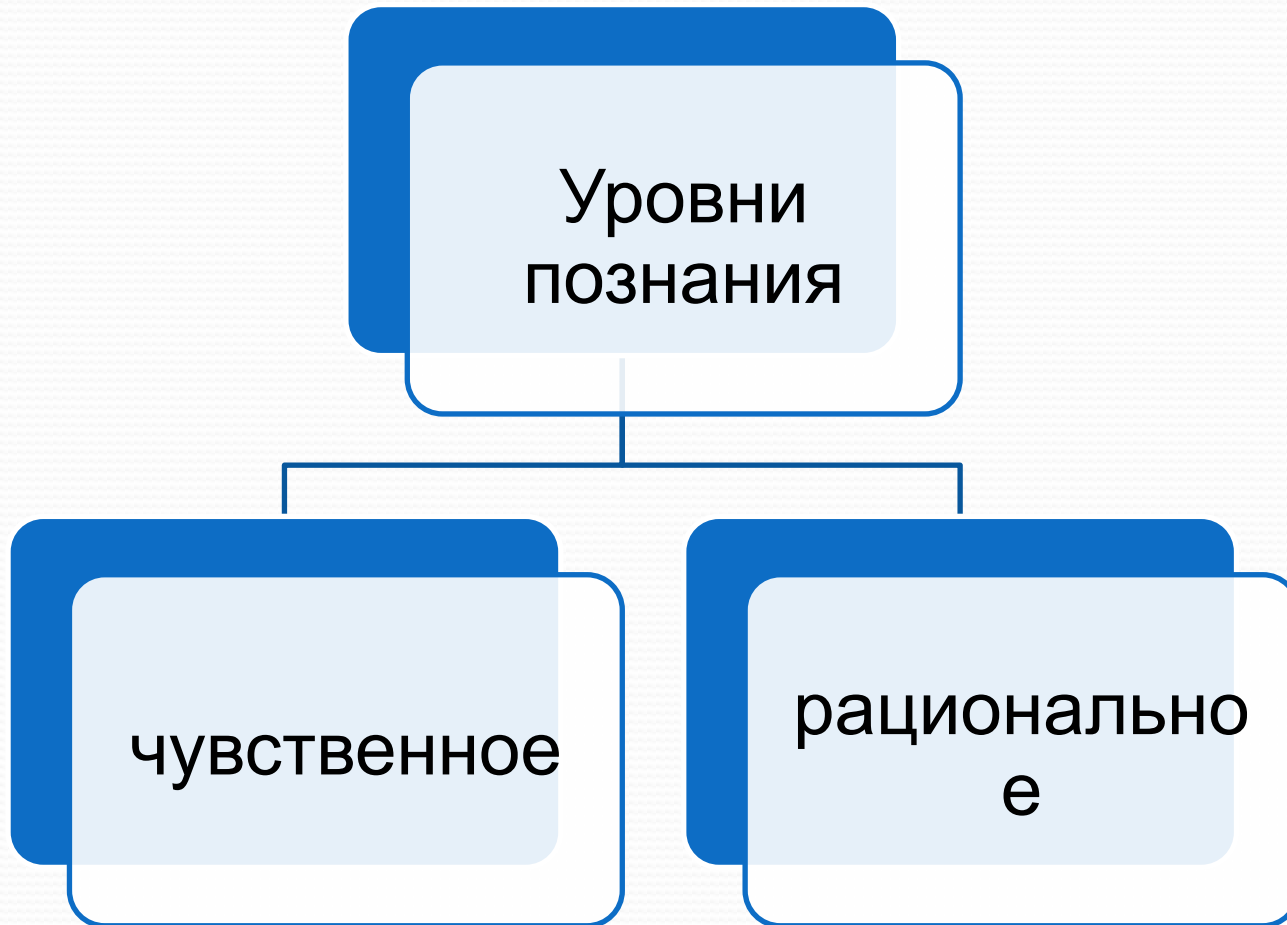 Уровни
познания
чувственное
рационально
е